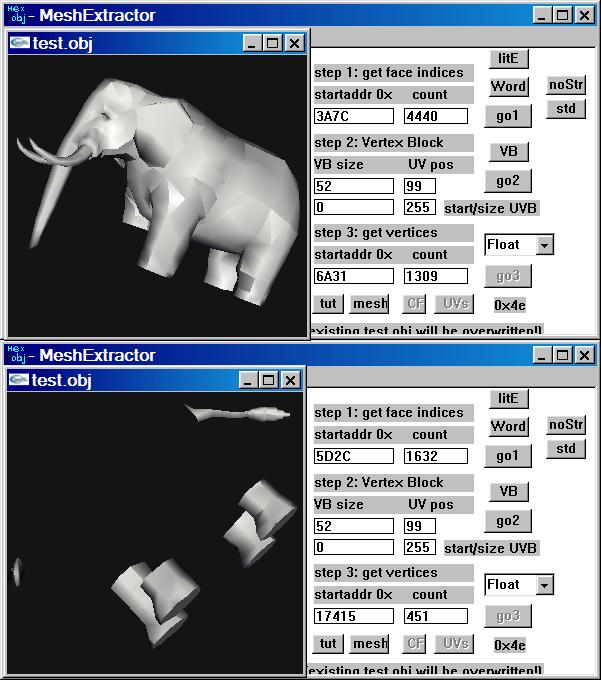 Hex obj - MeshExtractor
test.obj
litE
step 1: get face indices
Word
noStr
startaddr 0x count
std
3A7C 4440
go1
step 2: Vertex Block
VB
VB size UV pos
go2
52 99
0 255 start/size UVB
step 3: get vertices
Float
startaddr 0x count
6A31 1309
go3
tut mesh CF UVs 0x4e
existing test.obj will be overwritten!)
Hex obj - MeshExtractor
test.obj
litE
step 1: get face indices
Word
noStr
startaddr 0x count
std
5D2C 1632
go1
step 2: Vertex Block
VB
VB size UV pos
go2
52 99
0 255 start/size UVB
step 3: get vertices
Float
startaddr 0x count
17415 451
go3
tut mesh CF UVs 0x4e
existing test.obj will be overwritten!)